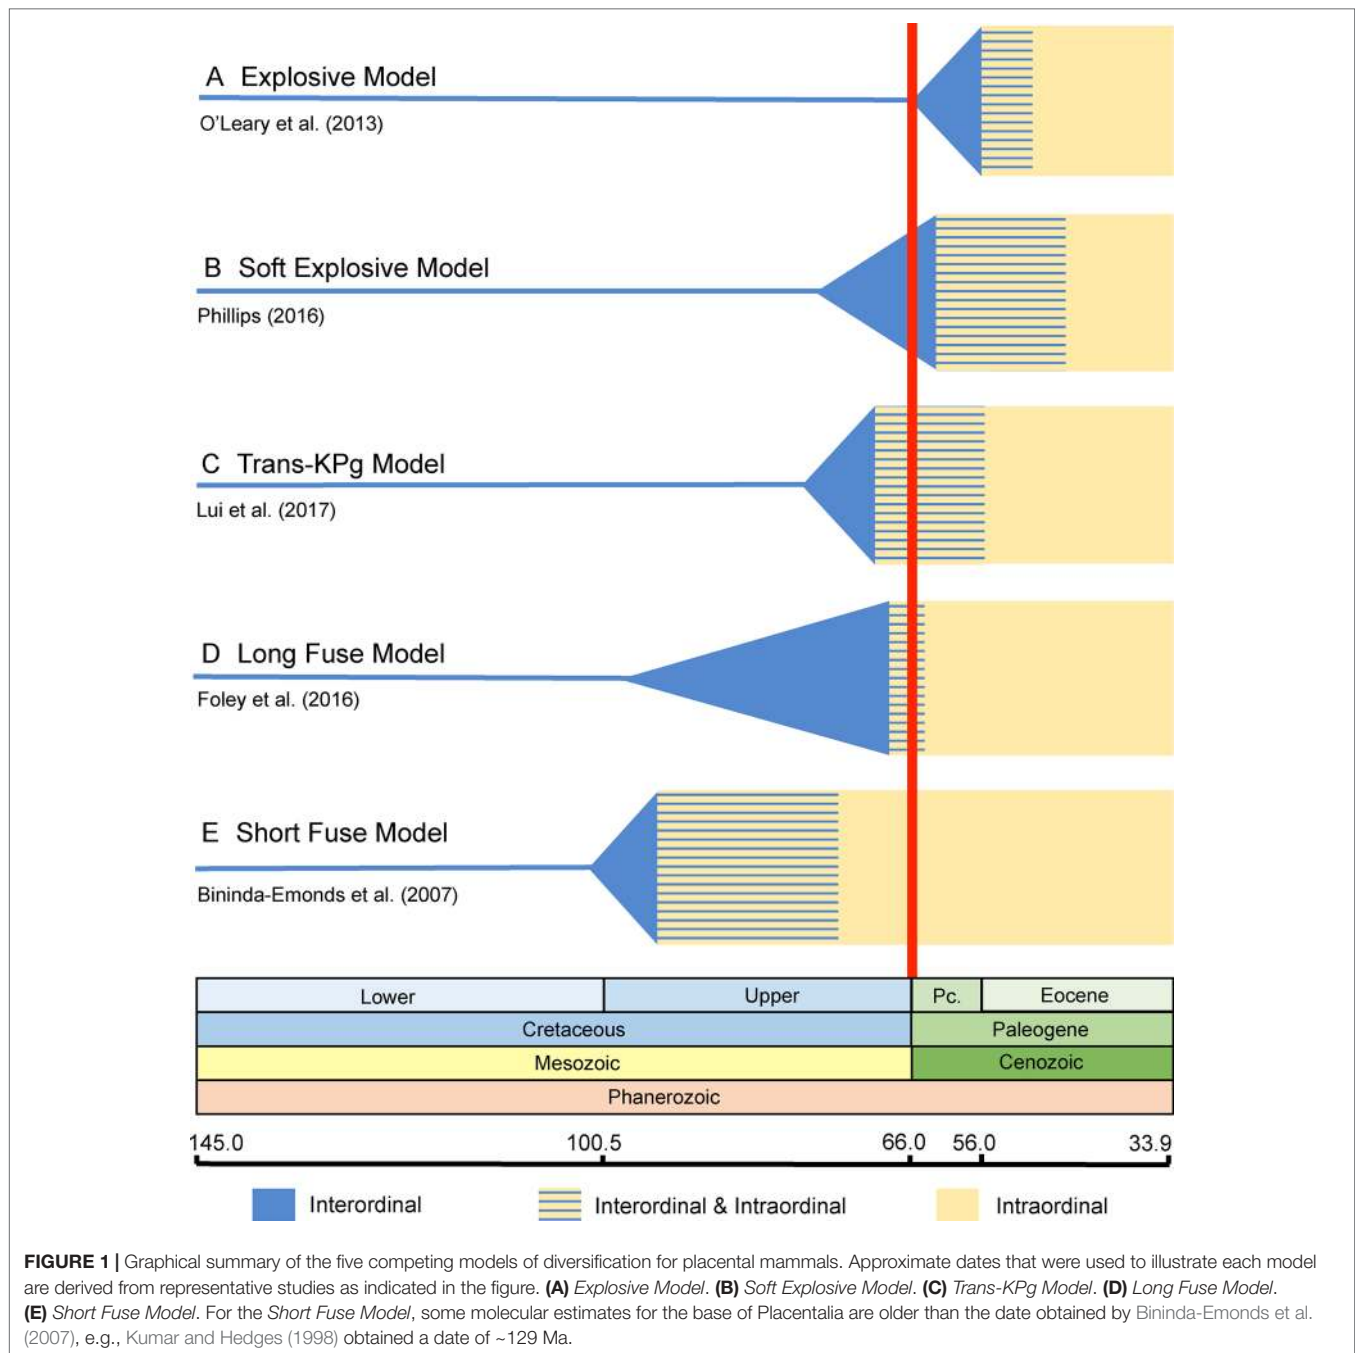 A Explosive Model
O'Leary et al. (2013)
B Soft Explosive Model
Phillips (2016)
C Trans-KPg Model
Lui et al. (2017)
D Long Fuse Model
Foley et al. (2016)
E Short Fuse Model
Bininda-Emonds et al. (2007)
Lower Upper Pc. Eocene
Cretaceous Paleogene
Mesozoic Cenozoic
Phanerozoic
145.0 100.5 66.0 56.0 33.9
Interordinal Interordinal & Intraordinal Intraordinal
FIGURE 1 | Graphical summary of the five competing models of diversification for placental mammals. Approximate dates that were used to illustrate each model
are derived from representative studies as indicated in the figure. (A) Explosive Model. (B) Soft Explosive Model. (C) Trans-KPg Model. (D) Long Fuse Model.
(E) Short Fuse Model. For the Short Fuse Model, some molecular estimates for the base of Placentalia are older than the date obtained by Bininda-Emonds et al.
(2007), e.g., Kumar and Hedges (1998) obtained a date of ~129 Ma.